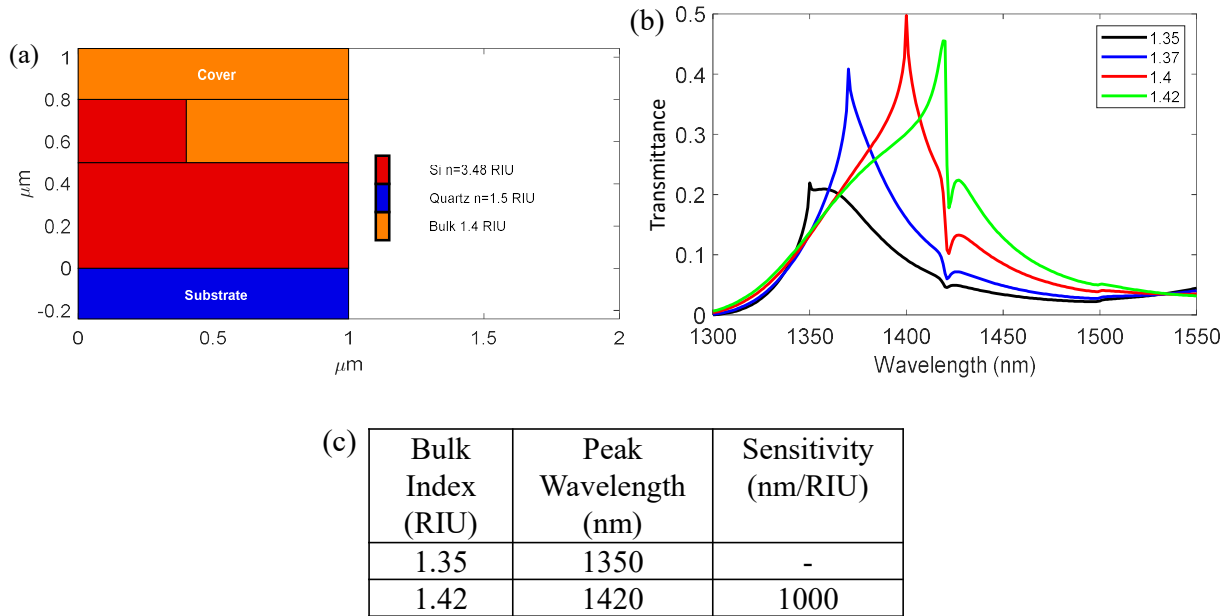 (a)
1
0.8
0.6
0.4
0.2
0
-0.2
μm
Cover
Substrate
0
0.5
1
1.5
2
μm
Si n=3.48 RIU
Quartz n=1.5 RIU
Bulk 1.4 RIU
(b)
0.5
0.4
0.3
0.2
0.1
0
Transmittance
1300
1350
1400
1450
1500
1550
Wavelength (nm)
1.35
1.37
1.4
1.42
(c)
Bulk
Index
(RIU)
Peak
Wavelength
(nm)
Sensitivity
(nm/RIU)
1.35 1350 -
1.42 1420 1000